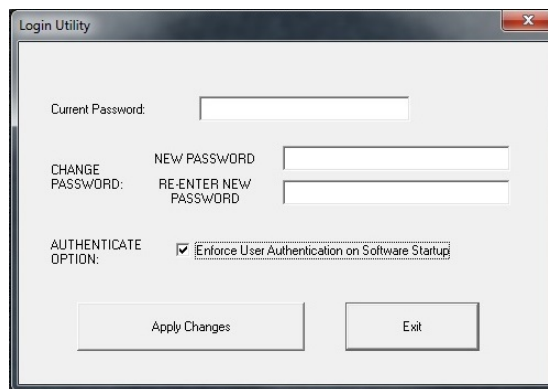 Login Utility
Current Password:
CHANGE
PASSWORD:
NEW PASSWORD
RE-ENTER NEW
PASSWORD
AUTHENTICATE
OPTION:
Enforce User Authentication on Software Startup
Apply Changes
Exit